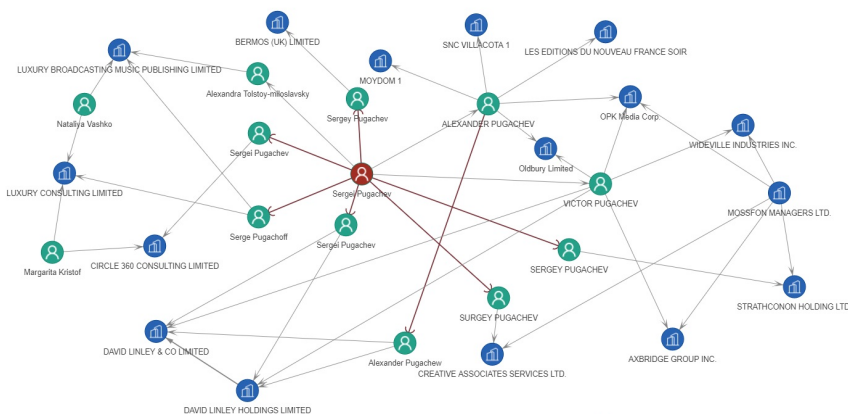 BERMOS (UK) LIMITED
SNC VILLACOTA 1
LES EDITIONS DU NOUVEAU FRANCE SOIR
LUXURY BROADCASTING MUSIC PUBLISHING LIMITED
MOYDOM 1
Alexandra Tolstoy-miloslavsky
Sergey Pugachev
ALEXANDER PUGACHEV
OPK Media Corp.
Nataliya Vashko
Sergei Pugachev
Oldbury Limited
WIDEVILLE INDUSTRIES INC.
LUXURY CONSULTING LIMITED
Sergei Pugachev
VICTOR PUGACHEV
MOSSFON MANAGERS LTD.
Serge Pugachoff
Sergei Pugachev
Margarita Kristof
CIRCLE 360 CONSULTING LIMITED
SERGEY PUGACHEV
STRATHCONON HOLDING LTD
SURGEY PUGACHEV
DAVID LINLEY & CO LIMITED
Alexander Pugachew
CREATIVE ASSOCIATES SERVICES LTD.
AXBRIDGE GROUP INC.
DAVID LINLEY HOLDINGS LIMITED